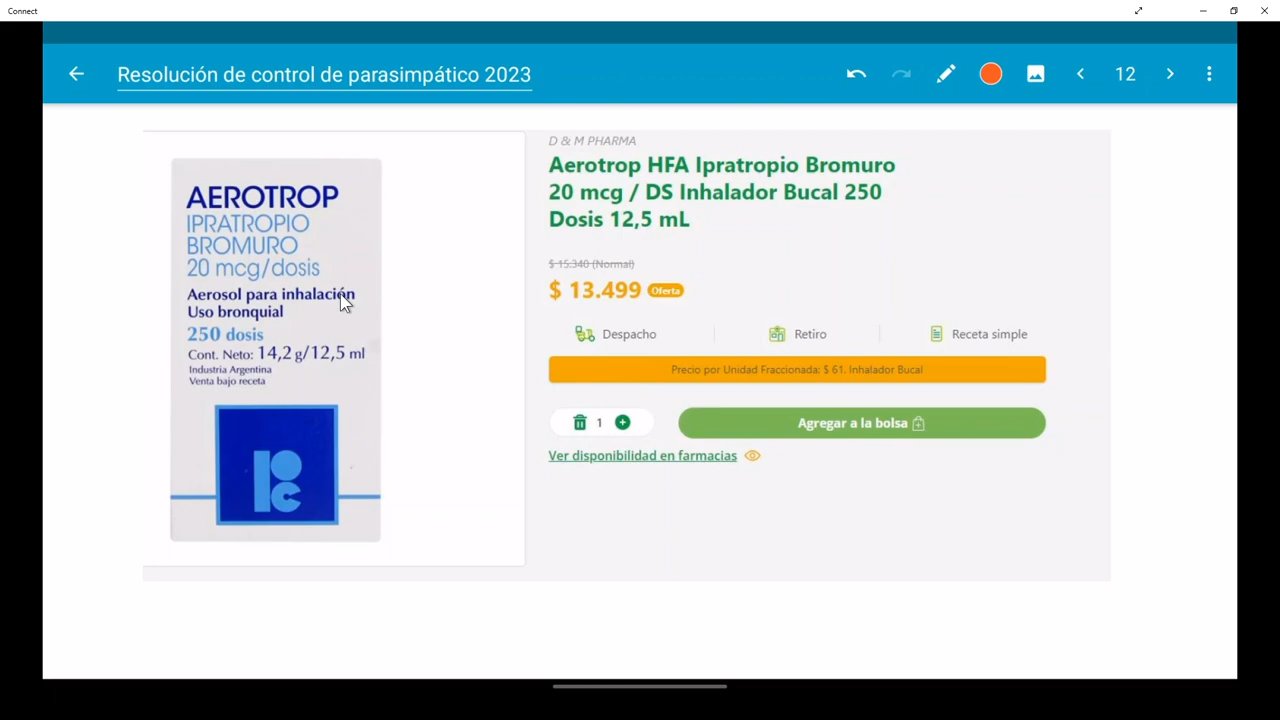 Connect
Resolución de control de parasimpático 2023
12
AEROTROP
IPRATROPIO
BROMURO
20 mcg/dosis
Aerosol para inhalación
Uso bronquial
250 dosis
Cont. Neto: 14,2 g/12,5 ml
Industria Argentina
Venta bajo receta
D & M PHARMA
Aerotrop HFA Ipratropio Bromuro
20 mcg / DS Inhalador Bucal 250
Dosis 12,5 mL
$ 15.340 (Normal)
$ 13.499 Oferta
Despacho Retiro Receta simple
Precio por Unidad Fraccionada: $ 61. Inhalador Bucal
1 Agregar a la bolsa
Ver disponibilidad en farmacias